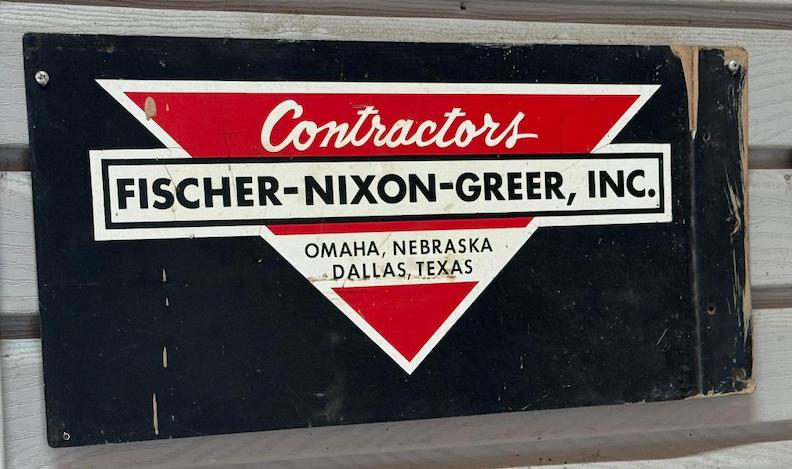 Contractors
FISCHER-NIXON-GREER, INC.
OMAHA, NEBRASKA
DALLAS, TEXAS